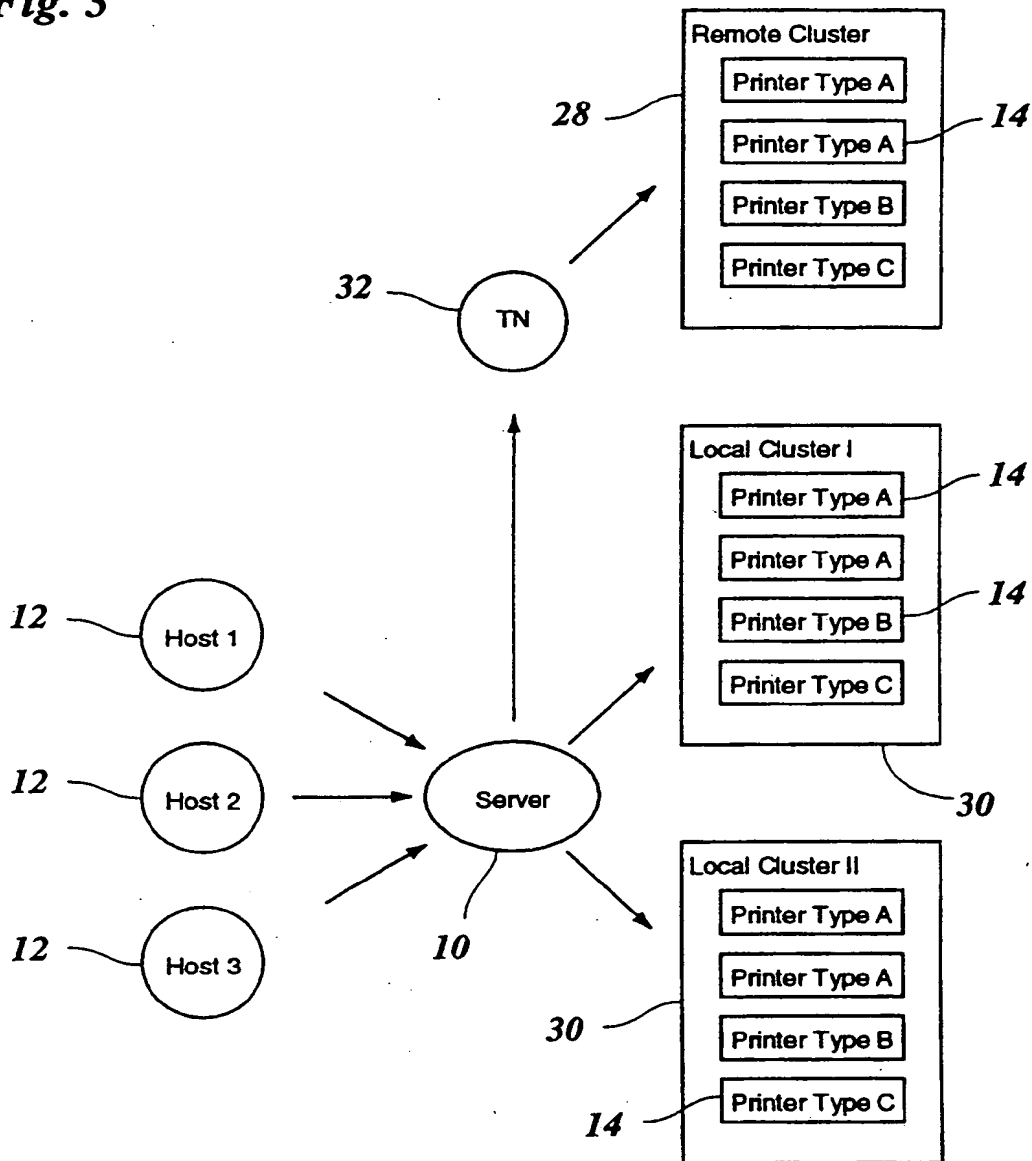 Fig. 3
Remote Cluster
Printer Type A
28
Printer Type A
14
Printer Type B
Printer Type C
32
TN
Local Cluster I
Printer Type A
14
Printer Type A
Printer Type B
14
Printer Type C
30
12
Host 1
12
Host 2
12
Host 3
Server
10
Local Cluster II
Printer Type A
Printer Type A
30
Printer Type B
Printer Type C
14